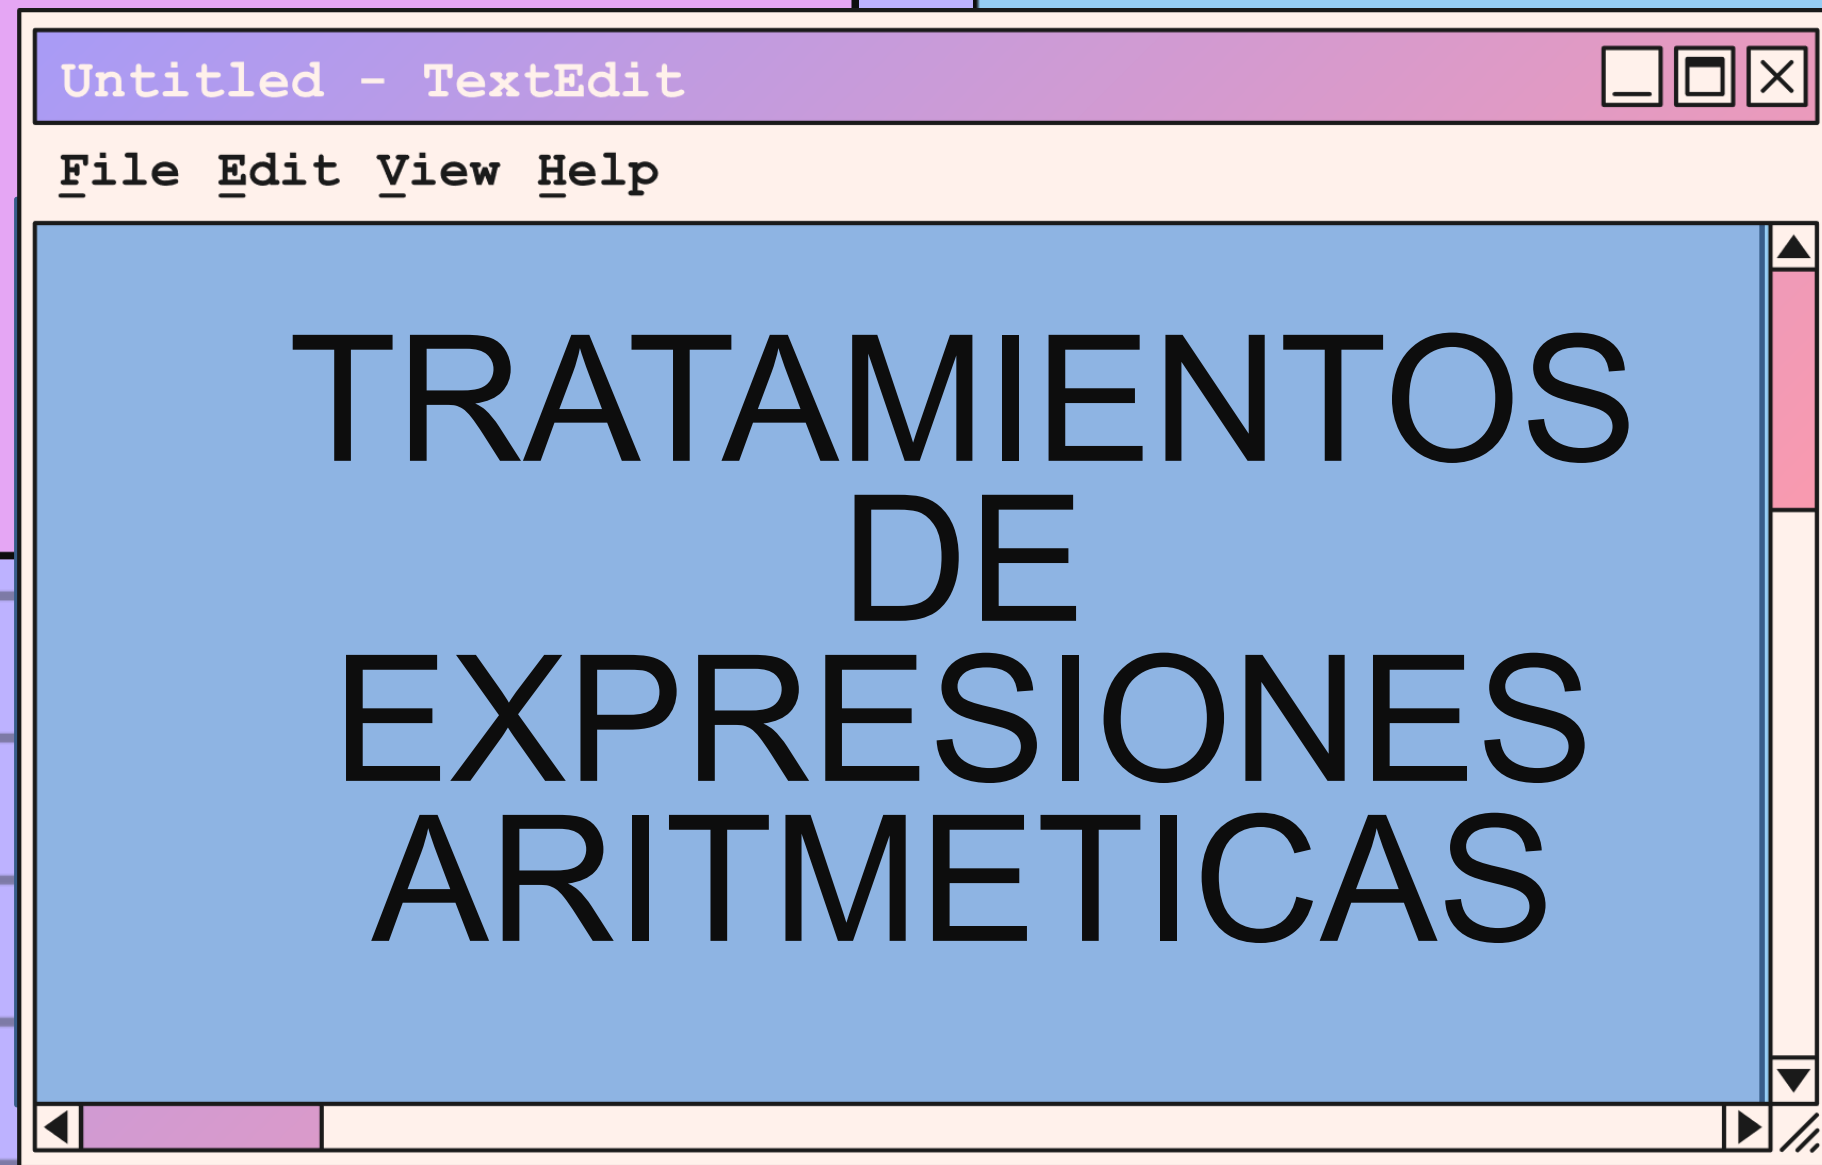 Untitled - TextEdit
File Edit View Help
TRATAMIENTOS
DE
EXPRESIONES
ARITMETICAS